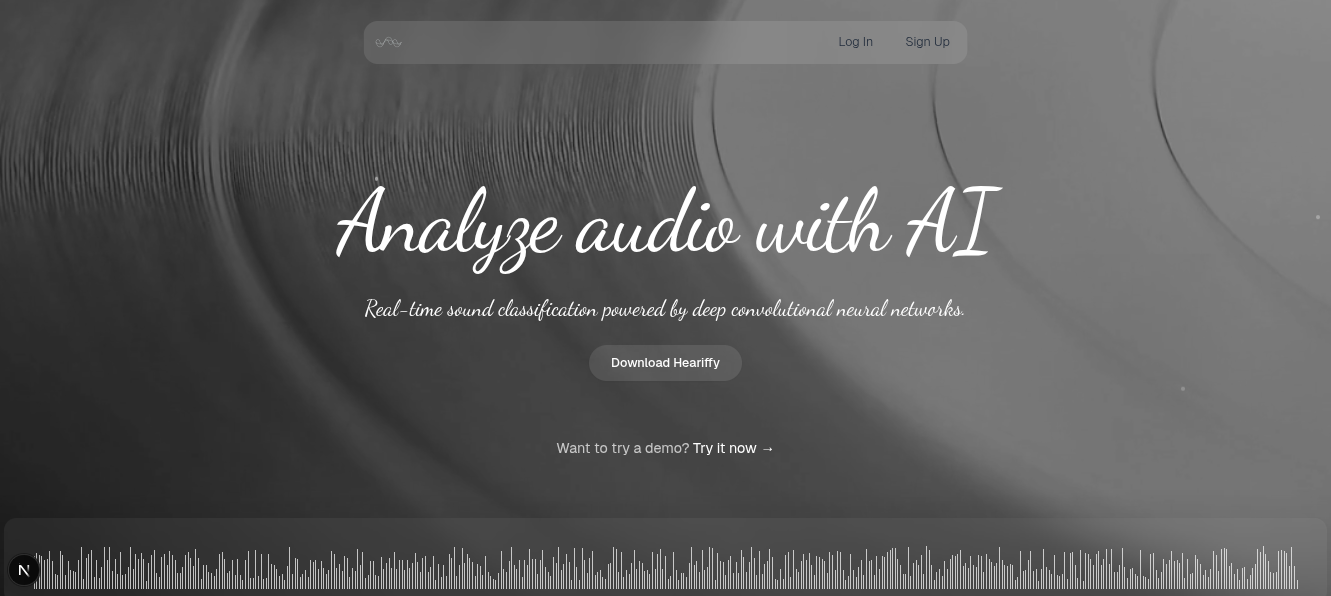 Log In Sign Up
Analyze audio with AI
Real-time sound classification powered by deep convolutional neural networks.
Download Heariffy
Want to try a demo? Try it now →
N